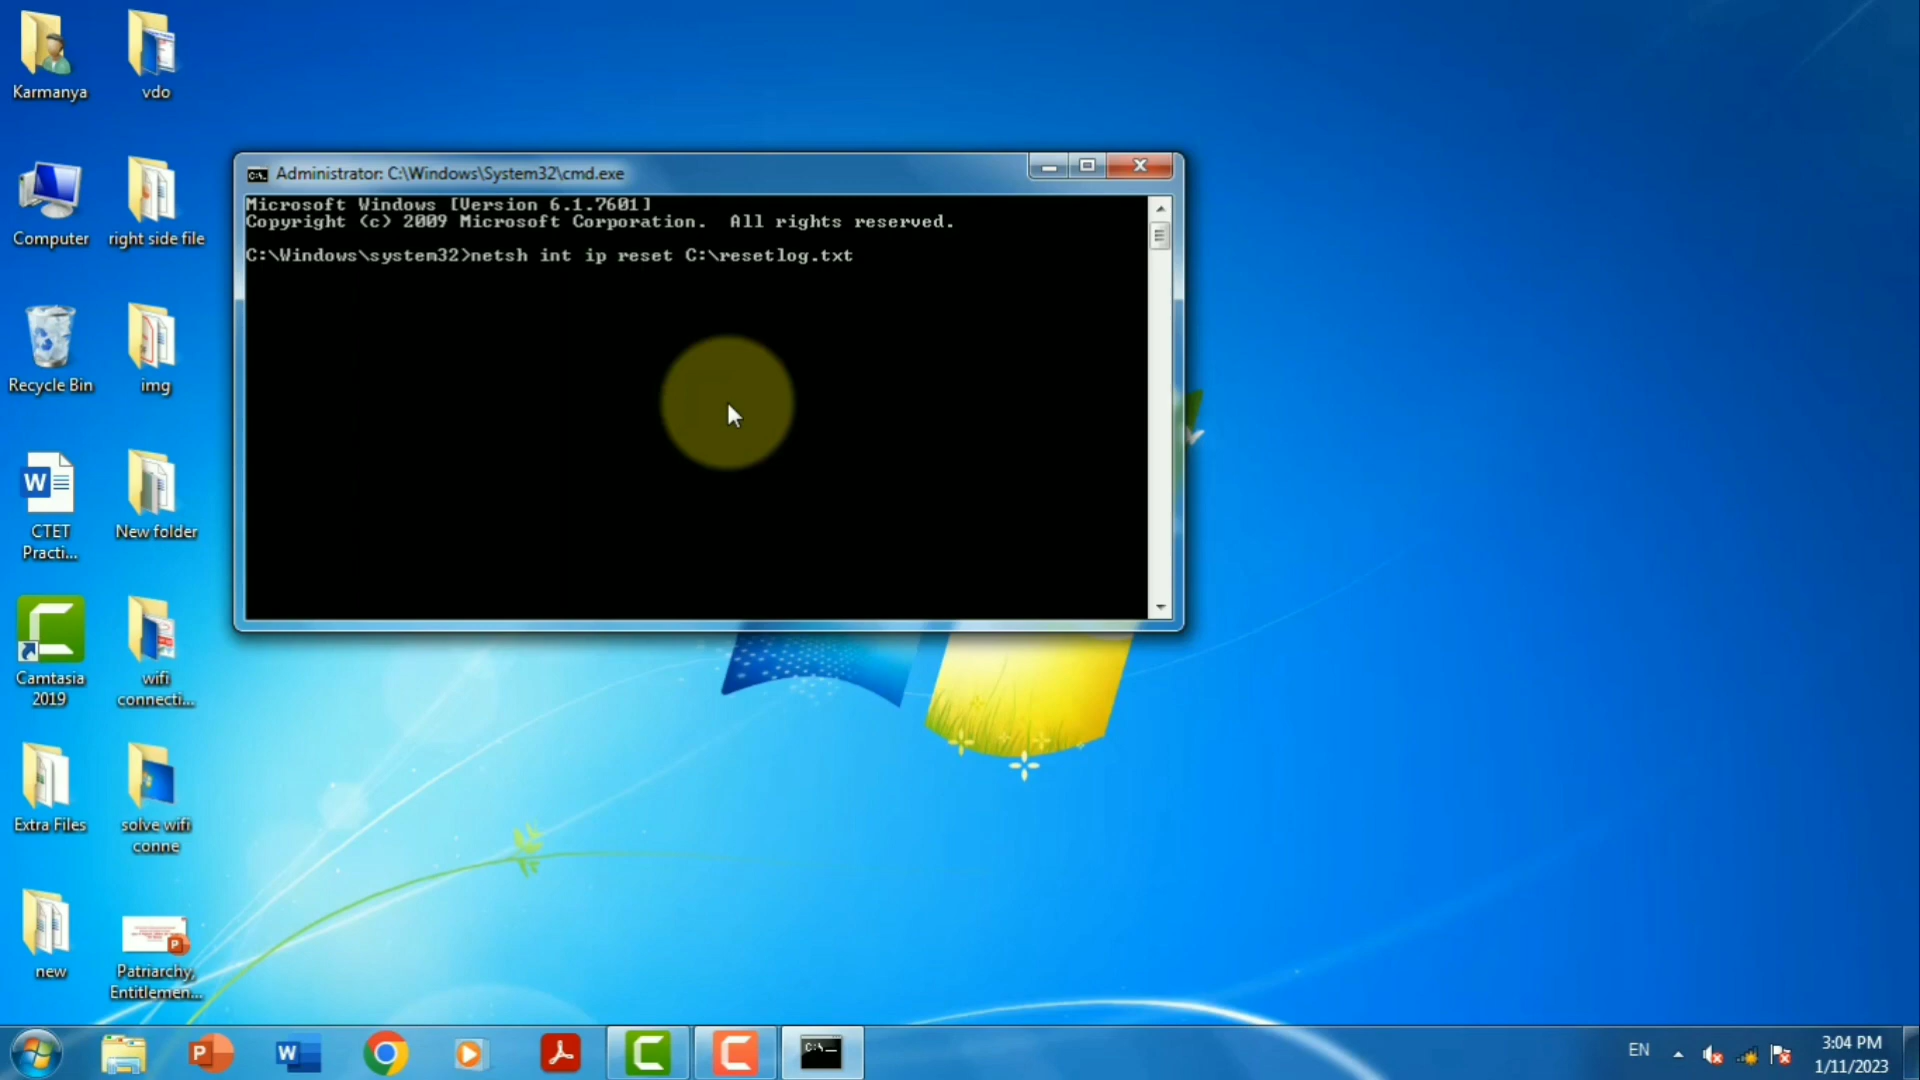 Karmanya
vdo
Computer
right side file
Recycle Bin
img
CTET
Practi...
New folder
Camtasia
2019
wifi
connecti...
Extra Files
solve wifi
conne
new
Patriarchy,
Entitlemen...
Administrator: C:\Windows\System32\cmd.exe
Microsoft Windows [Version 6.1.7601]
Copyright (c) 2009 Microsoft Corporation.  All rights reserved.
C:\Windows\system32>netsh int ip reset C:\resetlog.txt
EN
3:04 PM
1/11/2023